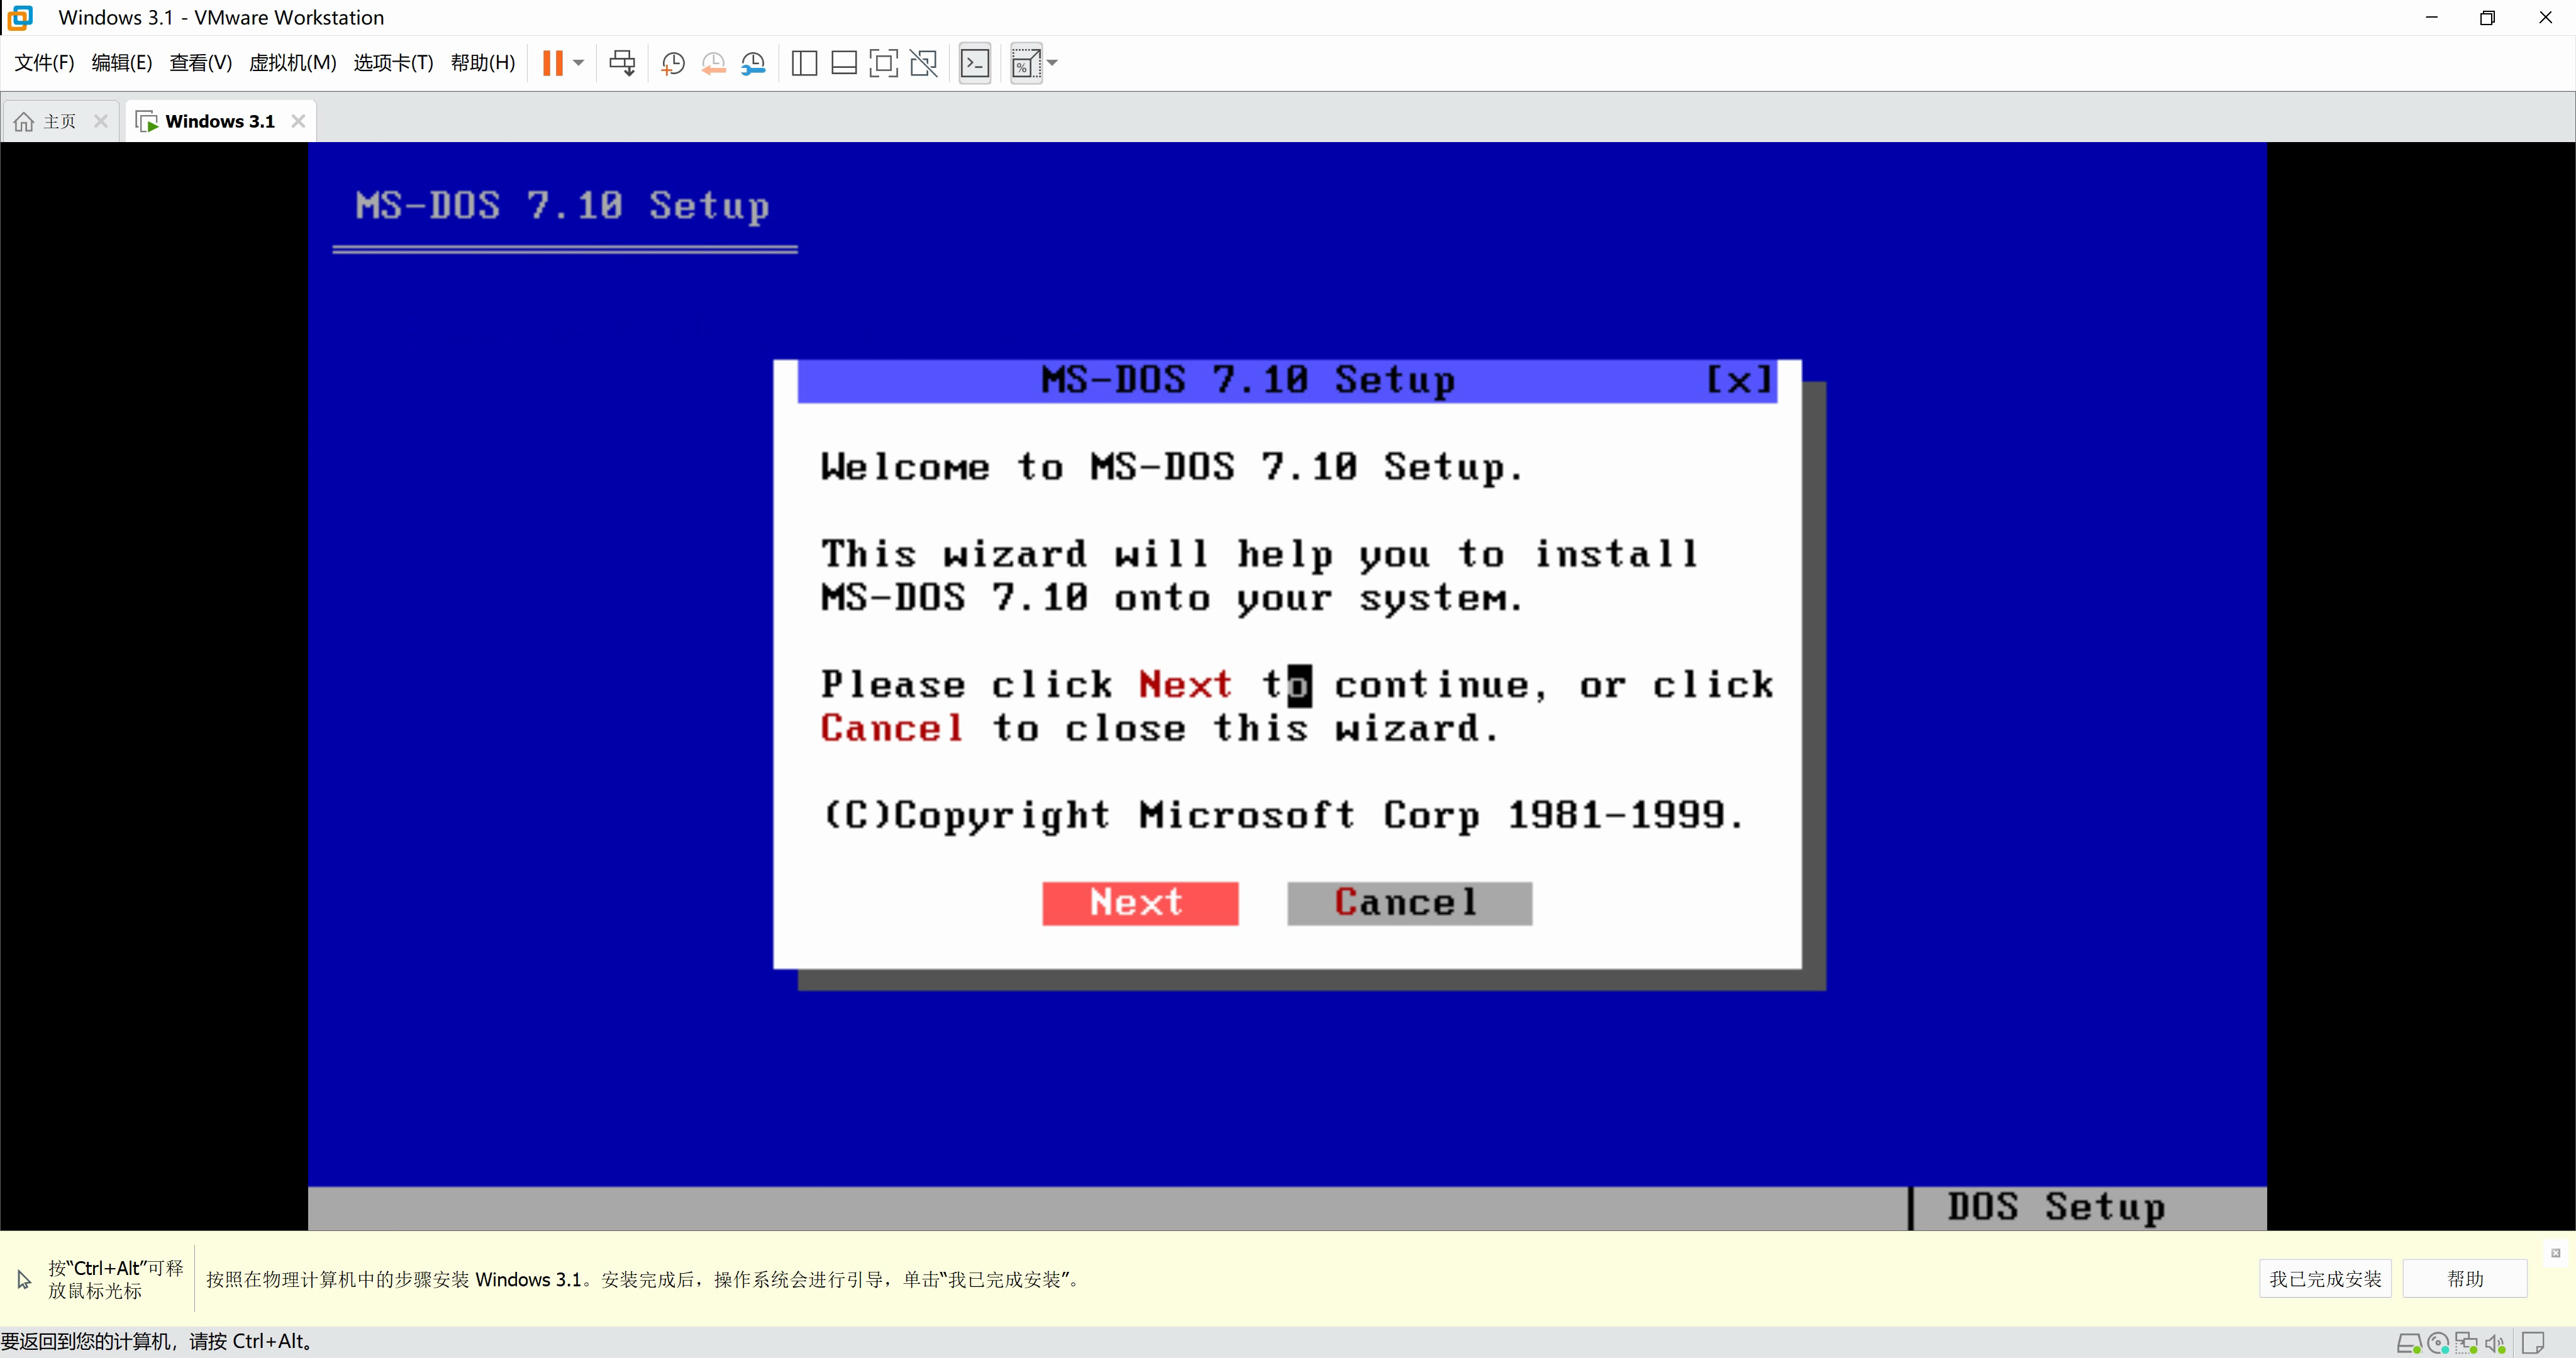 Windows 3.1 - VMware Workstation
文件(F) 编辑(E) 查看(V) 虚拟机(M) 选项卡(T) 帮助(H)
主页 Windows 3.1
MS-DOS 7.10 Setup
MS-DOS 7.10 Setup [x]
Welcome to MS-DOS 7.10 Setup.
This wizard will help you to install
MS-DOS 7.10 onto your system.
Please click Next to continue, or click
Cancel to close this wizard.
(C)Copyright Microsoft Corp 1981-1999.
Next Cancel
DOS Setup
按“Ctrl+Alt”可释
放鼠标光标
按照在物理计算机中的步骤安装 Windows 3.1。安装完成后，操作系统会进行引导，单击“我已完成安装”。
我已完成安装 帮助
要返回到您的计算机，请按 Ctrl+Alt。